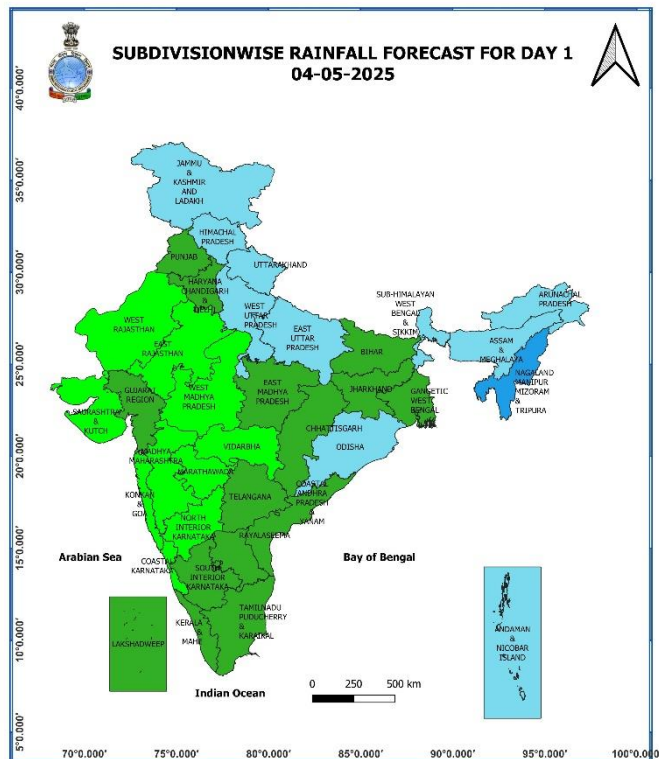 SUBDIVISIONWISE RAINFALL FORECAST FOR DAY 1
04-05-2025
40°0.000'
35°0.000'
30°0.000'
25°0.000'
20°0.000'
15°0.000'
10°0.000'
5°0.000'
JAMMU
&
KASHMIR
AND
LADAKH
HIMACHAL
PRADESH
PUNJAB
UTTARAKHAND
HARYANA
CHANDIGARH
&
DELHI
WEST
UTTAR
PRADESH
EAST
UTTAR
PRADESH
SUB-HIMALAYAN
WEST
BENGAL
&
SIKKIM
ARUNACHAL
PRADESH
ASSAM
&
MEGHALAYA
NAGALAND
MANIPUR
MIZORAM
&
TRIPURA
WEST
RAJASTHAN
EAST
RAJASTHAN
BIHAR
GUJARAT
REGION
WEST
MADHYA
PRADESH
EAST
MADHYA
PRADESH
JHARKHAND
GANGETIC
WEST
BENGAL
SAURASHTRA
&
KUTCH
CHHATTISGARH
VIDARBHA
ODISHA
MADHYA
MAHARASHTRA
MARATHAWADA
KONKAN
&
GOA
TELANGANA
COASTAL
ANDHRA
PRADESH
&
YANAM
NORTH
INTERIOR
KARNATAKA
RAYALASEEMA
Arabian Sea
Bay of Bengal
COASTAL
KARNATAKA
SOUTH
INTERIOR
KARNATAKA
TAMILNADU
PUDUCHERRY
&
KARAIKAL
KERALA
&
MAHE
LAKSHADWEEP
ANDAMAN
&
NICOBAR
ISLAND
Indian Ocean
0 250 500 km
70°0.000' 75°0.000' 80°0.000' 85°0.000' 90°0.000' 95°0.000' 100°0.000'